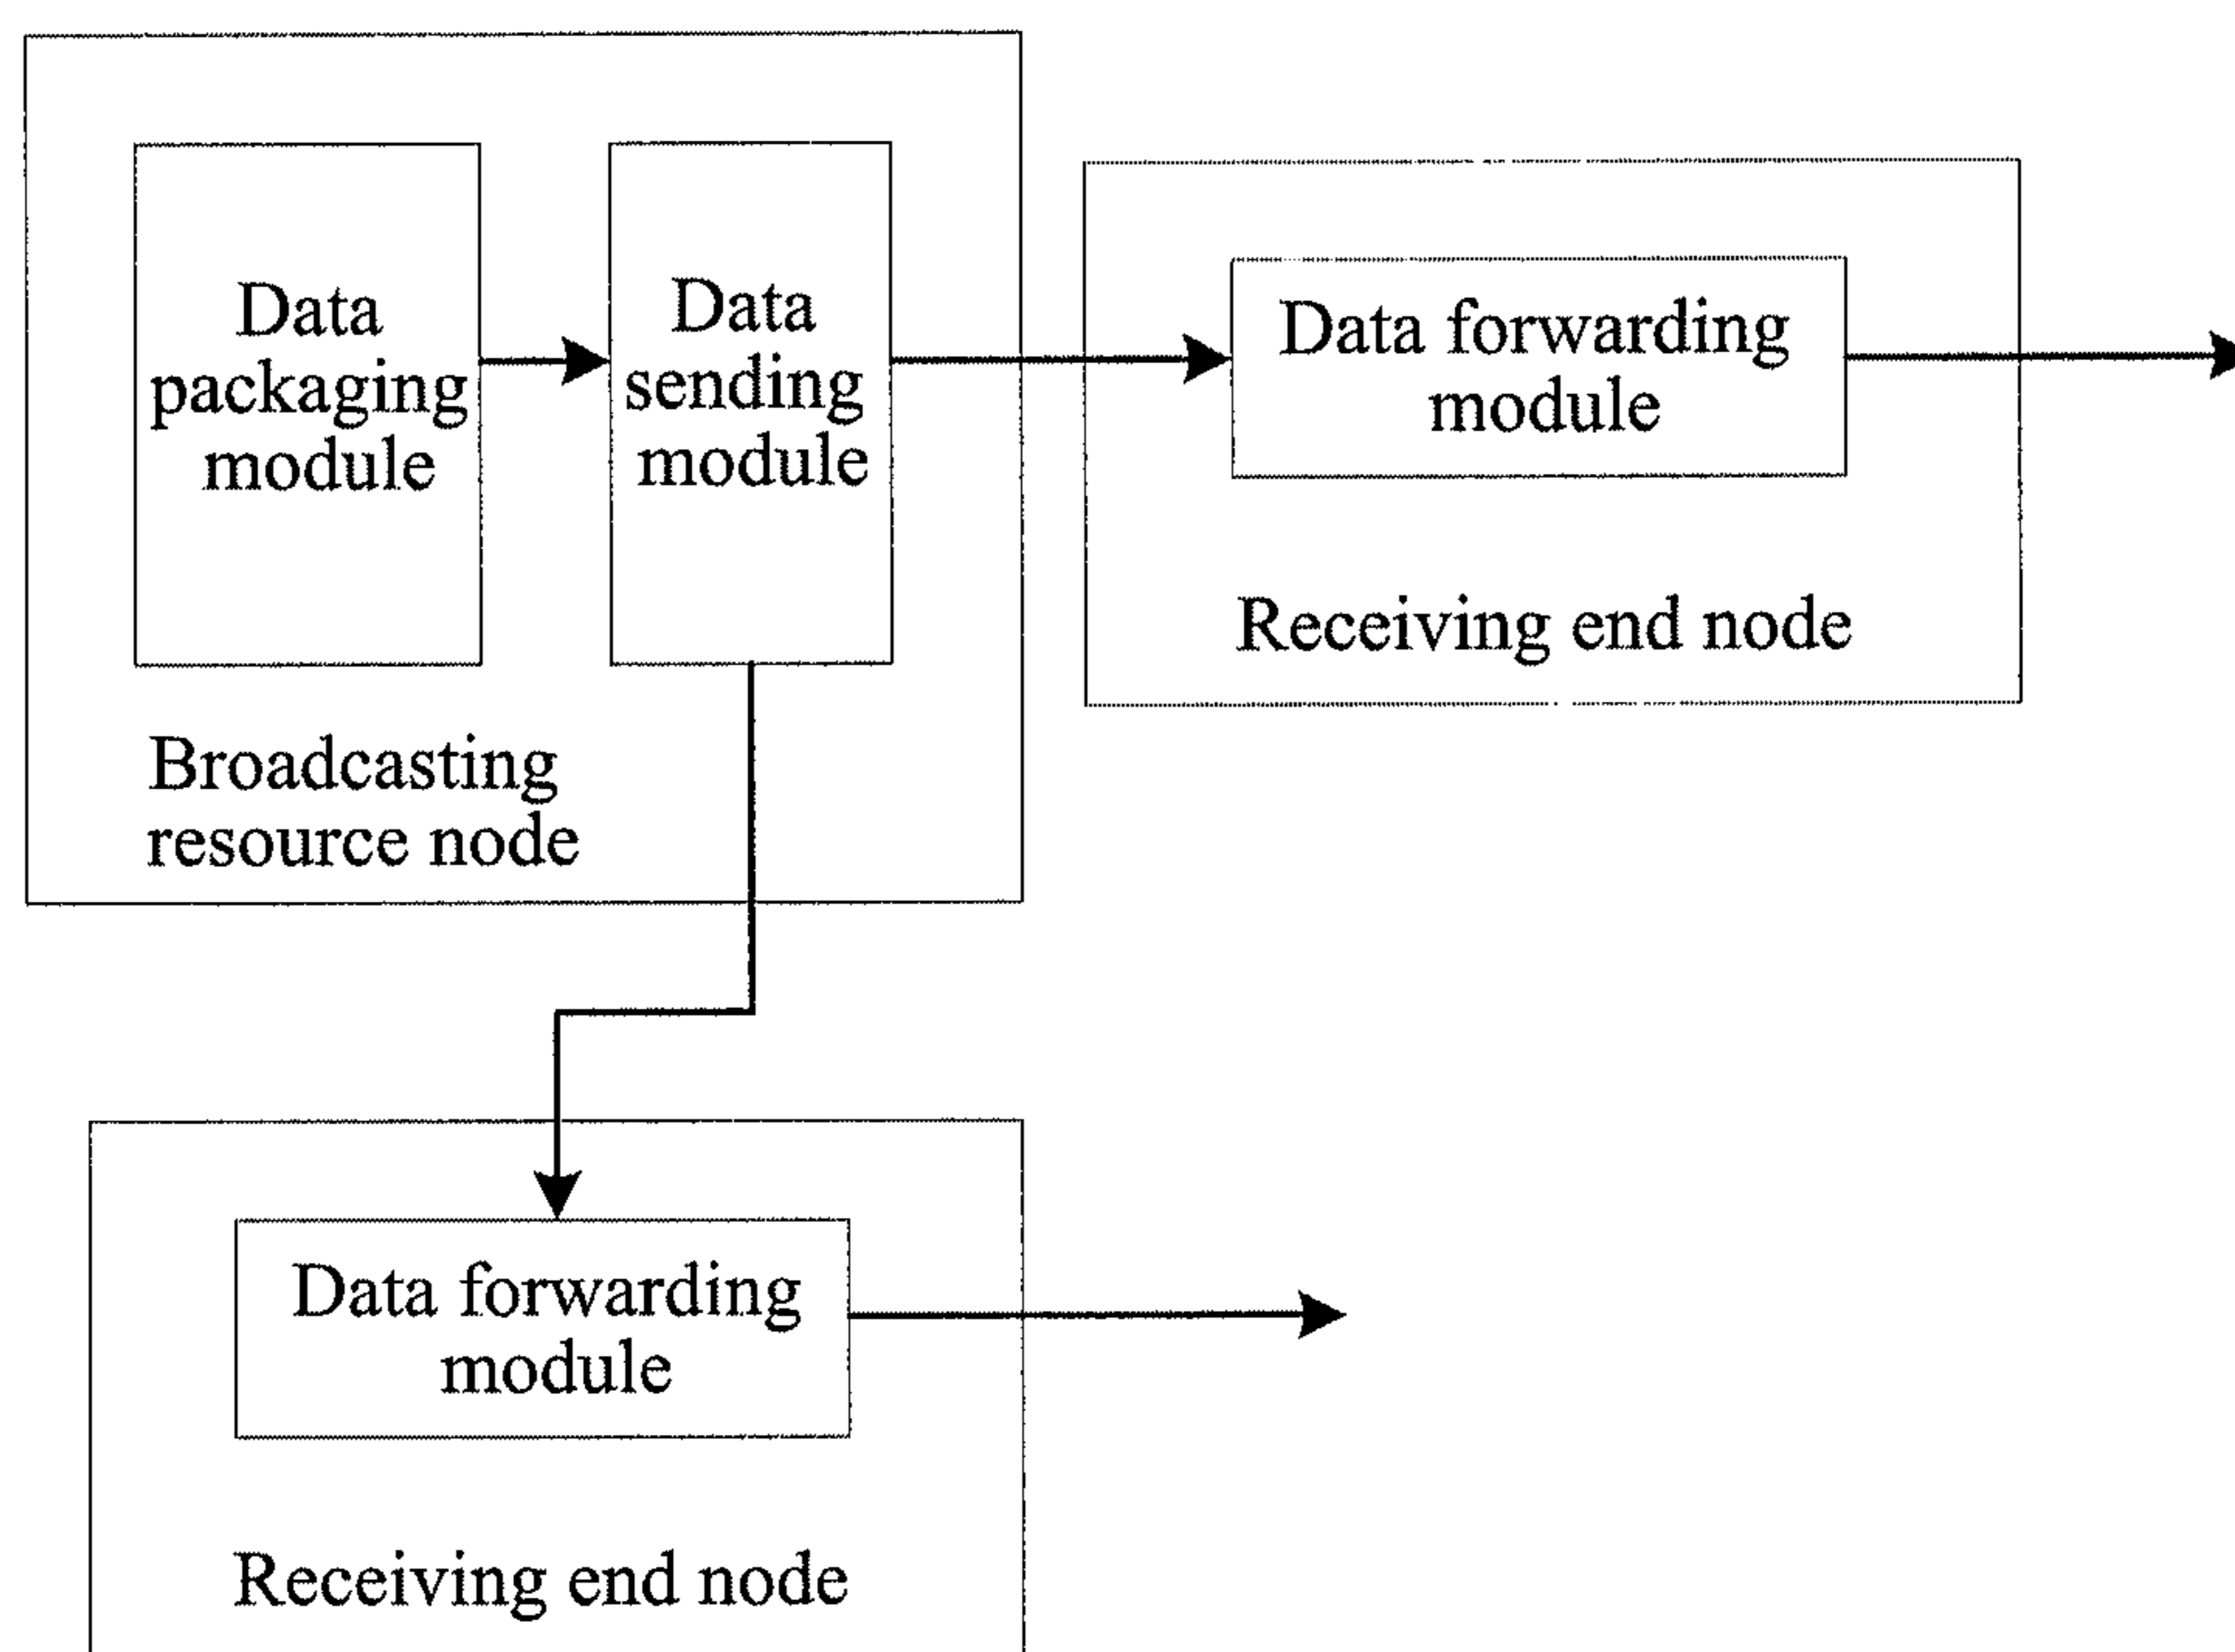 Data
packaging
module
Data
sending
module
Broadcasting
resource node
Data forwarding
module
Receiving end node
Data forwarding
module
Receiving end node